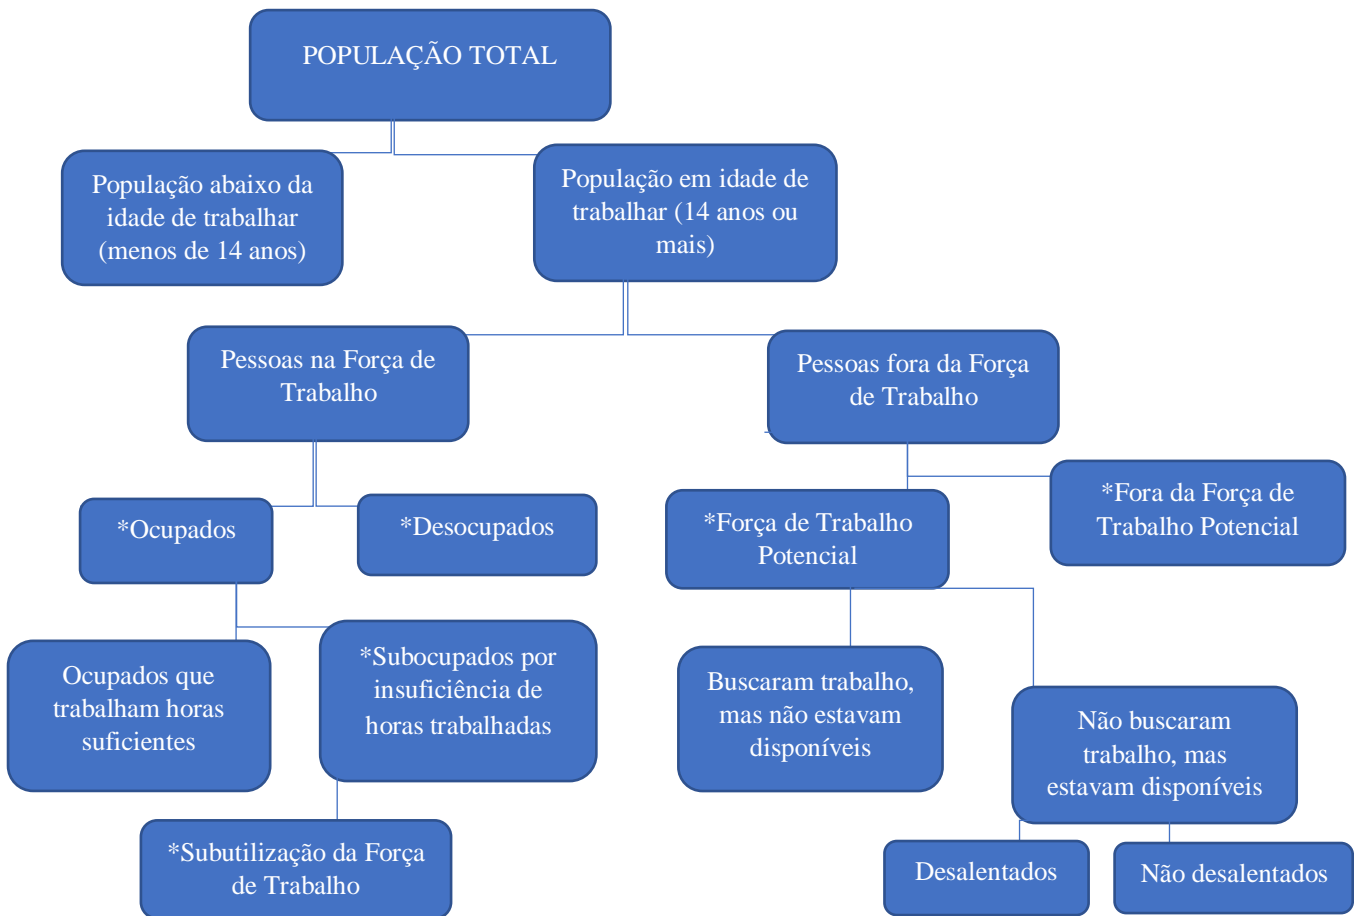 POPULAÇÃO TOTAL
População abaixo da
idade de trabalhar
(menos de 14 anos)
População em idade de
trabalhar (14 anos ou
mais)
Pessoas na Força de
Trabalho
Pessoas fora da Força
de Trabalho
*Ocupados
*Desocupados
*Força de Trabalho
Potencial
*Fora da Força de
Trabalho Potencial
Ocupados que
trabalham horas
suficientes
*Subocupados por
insuficiência de
horas trabalhadas
Buscaram trabalho,
mas não estavam
disponíveis
Não buscaram
trabalho, mas
estavam disponíveis
*Subutilização da Força
de Trabalho
Desalentados
Não desalentados